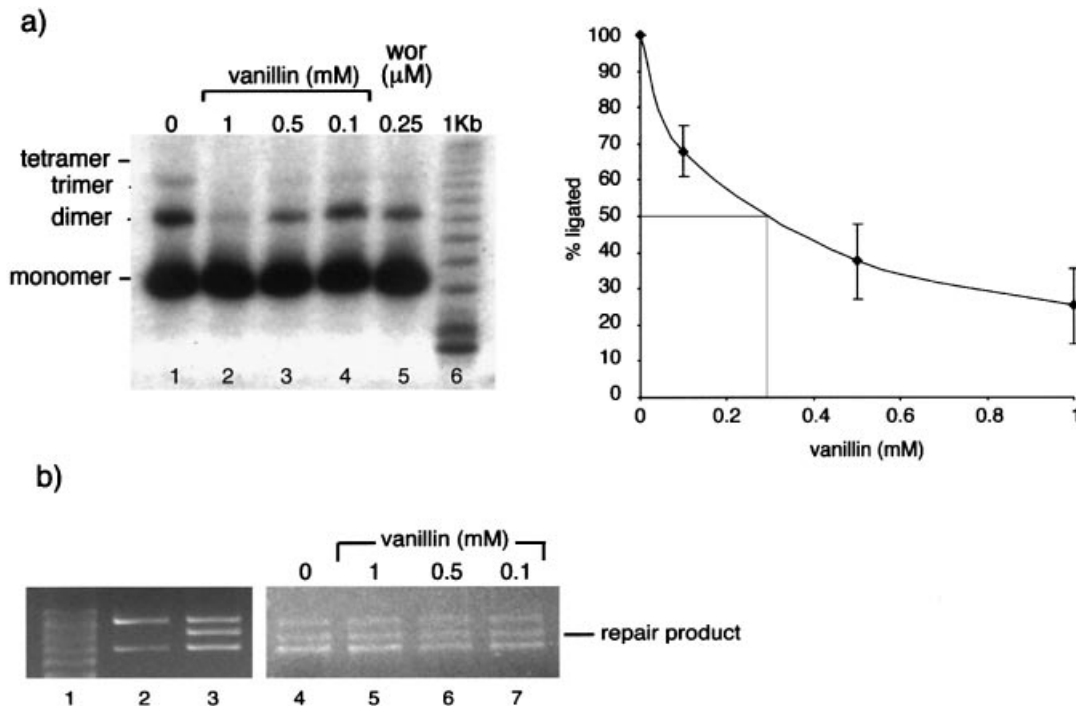 a)
vanillin (mM)
wor
(μM)
0 1 0.5 0.1 0.25 1Kb
tetramer
trimer
dimer
monomer
1 2 3 4 5 6
% ligated
100
90
80
70
60
50
40
30
20
10
0
0 0.2 0.4 0.6 0.8 1
vanillin (mM)
b)
vanillin (mM)
0 1 0.5 0.1
repair product
1 2 3 4 5 6 7